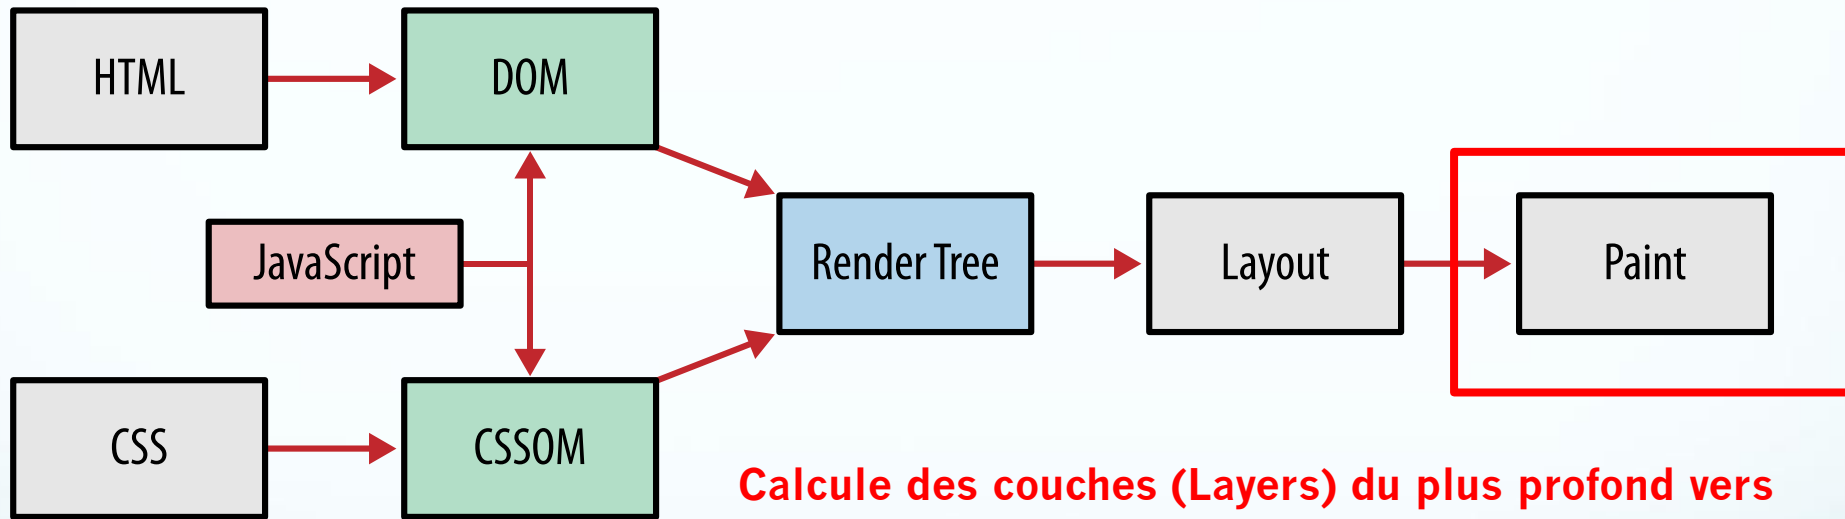 HTML
DOM
JavaScript
Render Tree
Layout
Paint
CSS
CSSOM
Calcule des couches (Layers) du plus profond vers